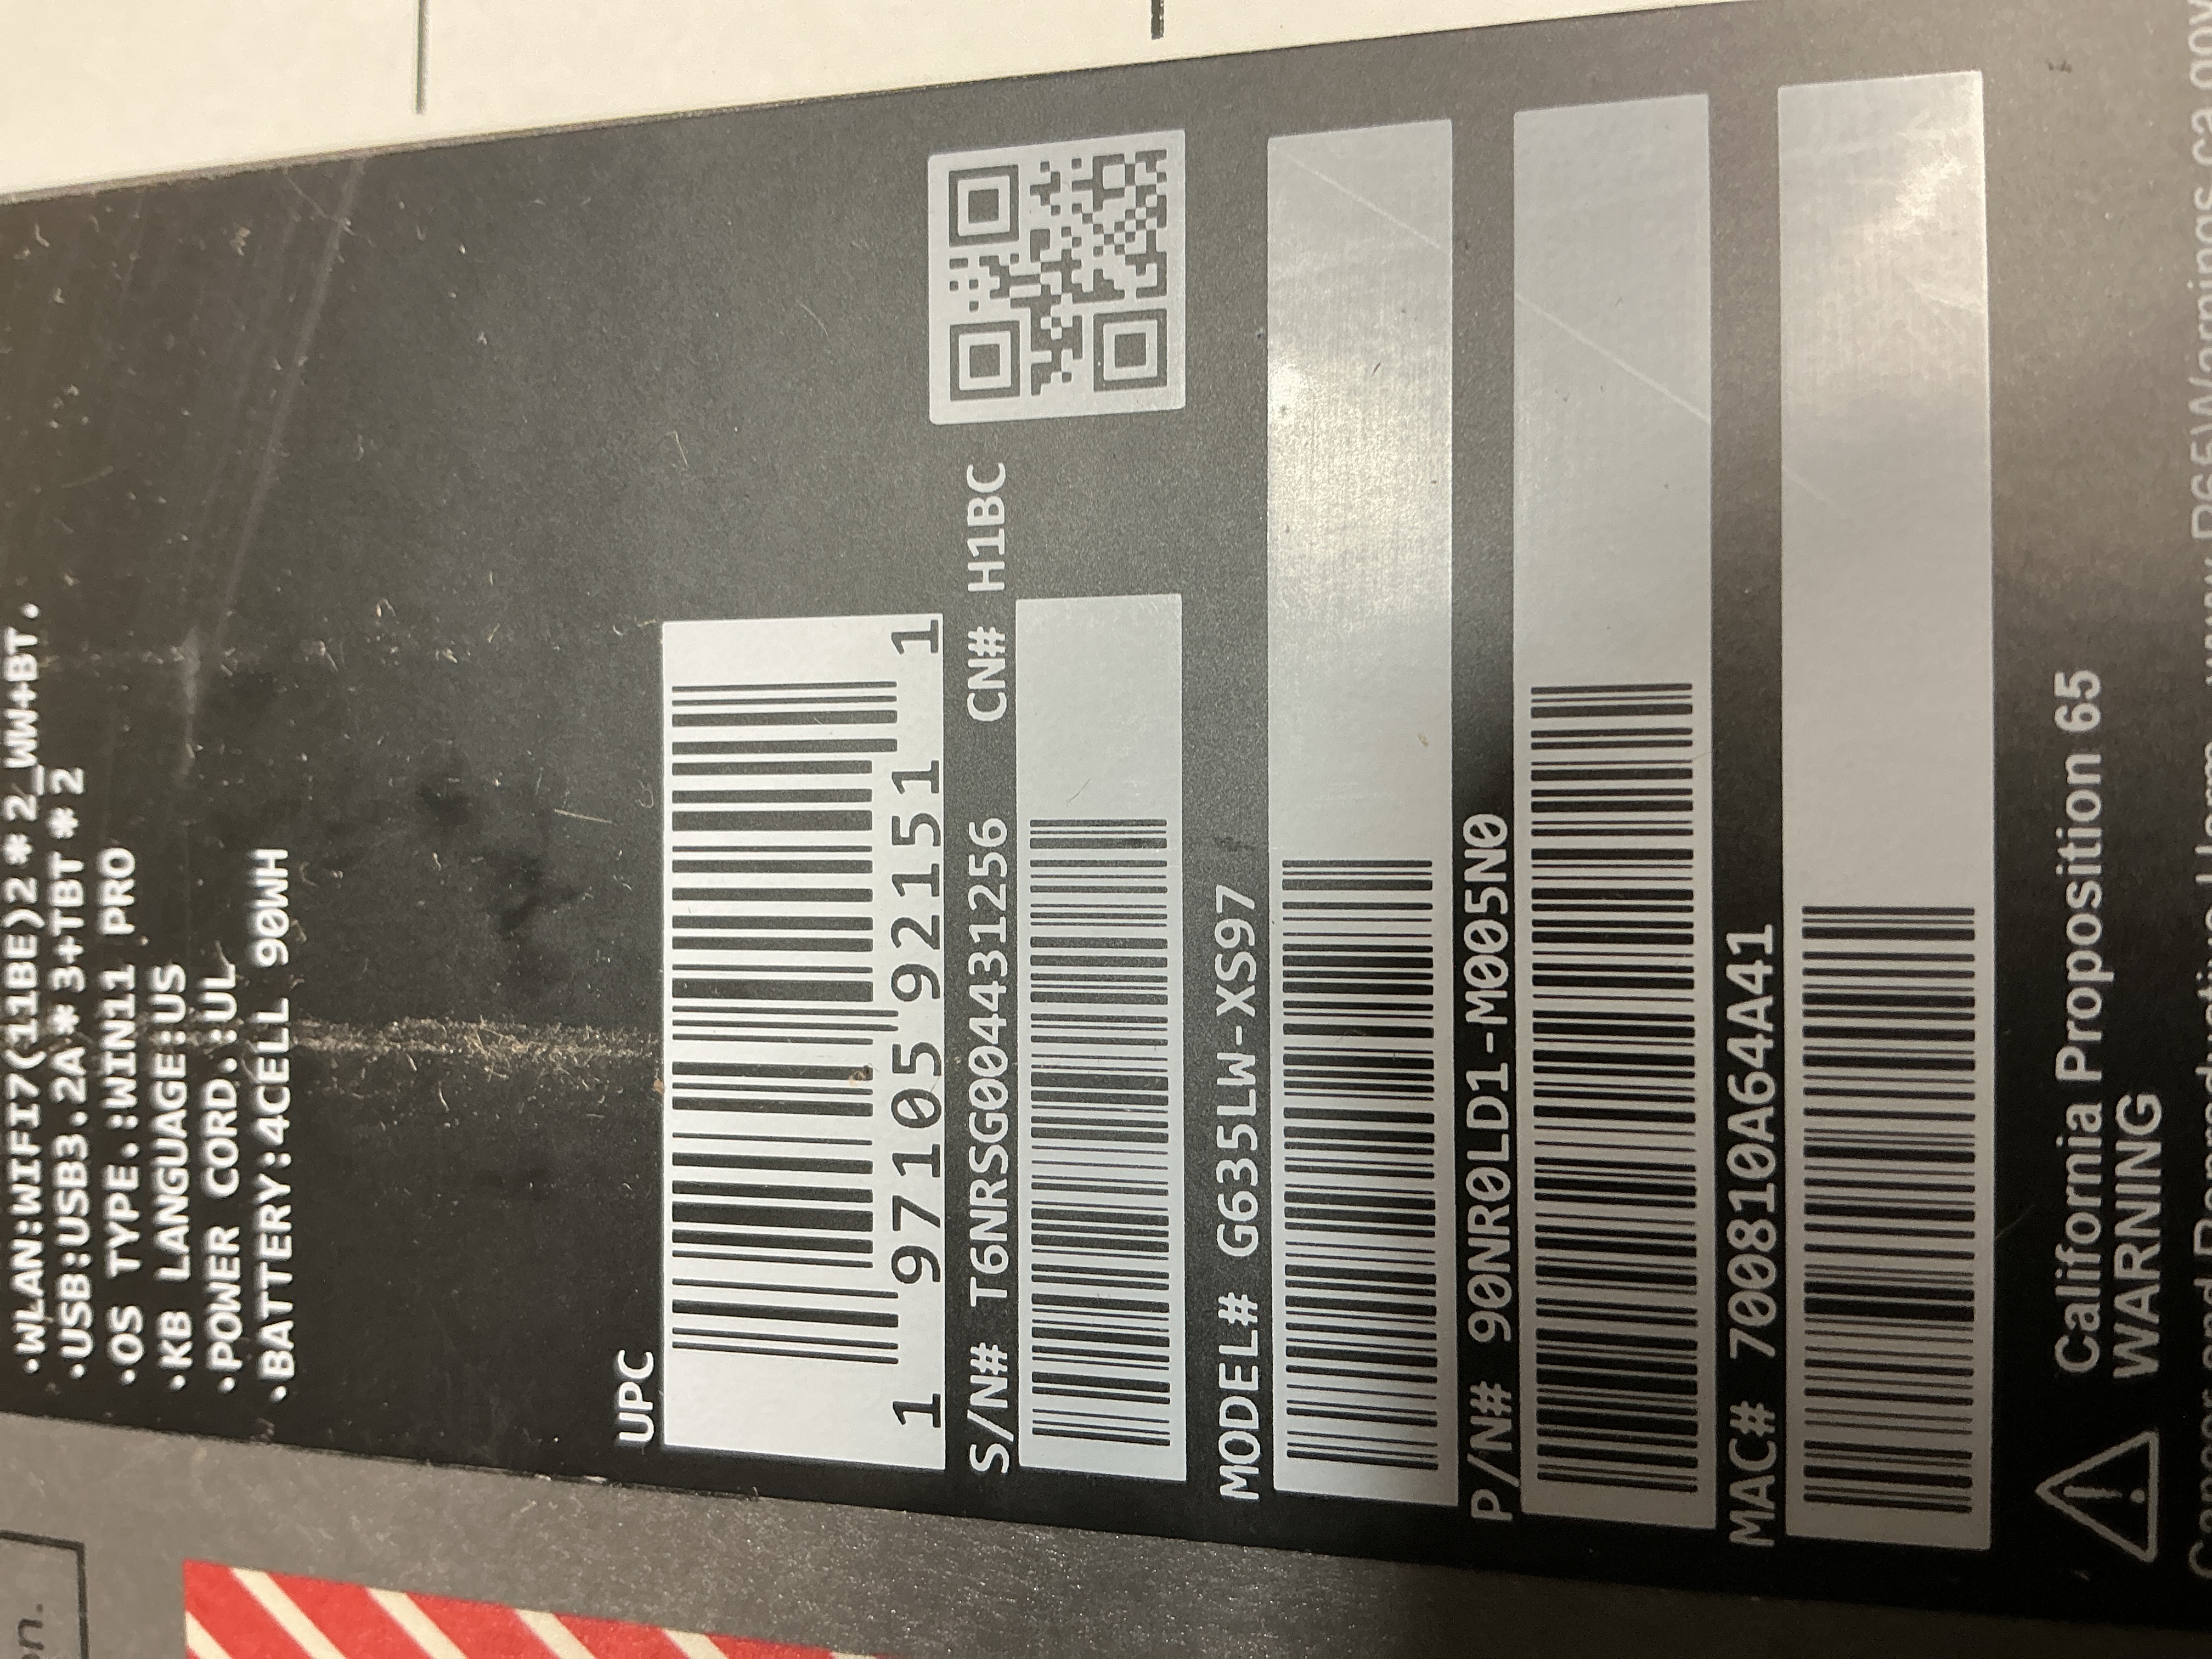 •WLAN:WIFI7(11BE)2*2_WW+BT.
•USB:USB3.2A*3+TBT*2
•OS TYPE.:WIN11 PRO
•KB LANGUAGE:US
•POWER CORD.:UL
•BATTERY:4CELL 90WH
UPC
1 97105 92151 1
S/N# T6NRSG004431256 CN# H1BC
MODEL# G635LW-XS97
P/N# 90NR0LD1-M005N0
MAC# 700810A64A41
California Proposition 65
WARNING
on.